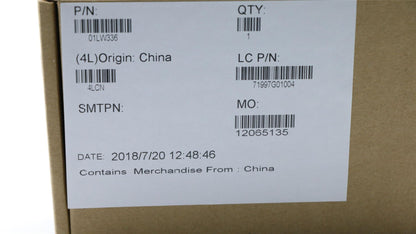 P/N: QTY:
01LW336 1
(4L)Origin: China LC P/N:
4LCN 71997G01004
SMTPN: MO:
12065135
DATE: 2018/7/20 12:48:46
Contains Merchandise From : China